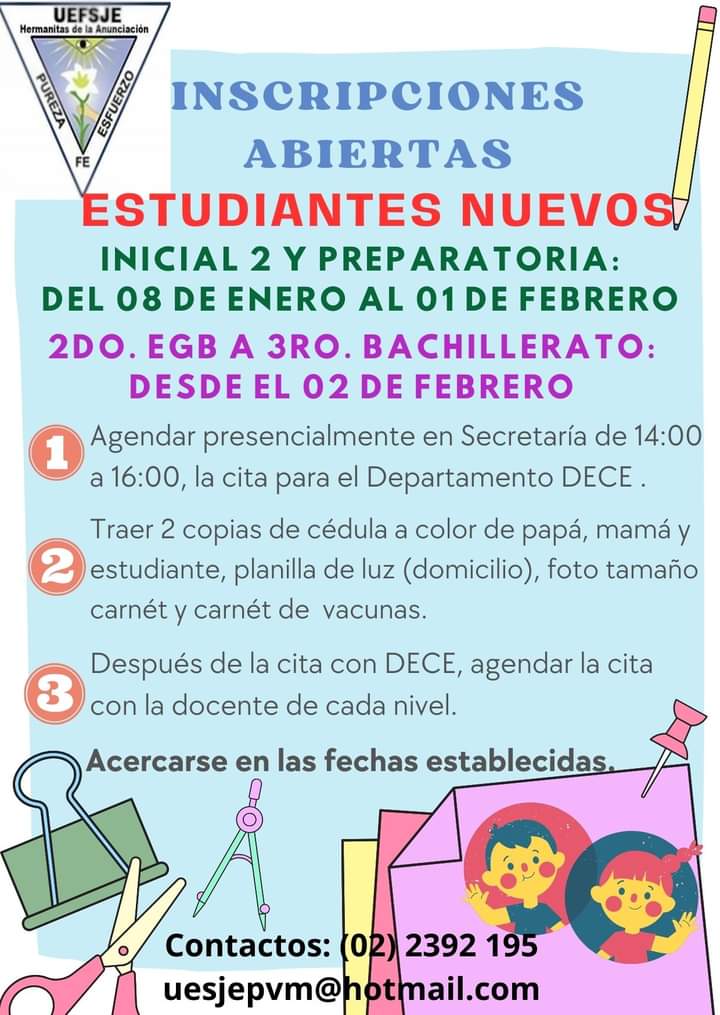 UEFSJE
Hermanitas de la Anunciación
PUREZA
ESFUERZO
FE
INSCRIPCIONES
ABIERTAS
ESTUDIANTES NUEVOS
INICIAL 2 Y PREPARATORIA:
DEL 08 DE ENERO AL 01 DE FEBRERO
2DO. EGB A 3RO. BACHILLERATO:
DESDE EL 02 DE FEBRERO
1 Agendar presencialmente en Secretaría de 14:00
a 16:00, la cita para el Departamento DECE .
Traer 2 copias de cédula a color de papá, mamá y
2 estudiante, planilla de luz (domicilio), foto tamaño
carnét y carnét de vacunas.
Después de la cita con DECE, agendar la cita
3 con la docente de cada nivel.
Acercarse en las fechas establecidas.
Contactos: (02) 2392 195
uesjepvm@hotmail.com